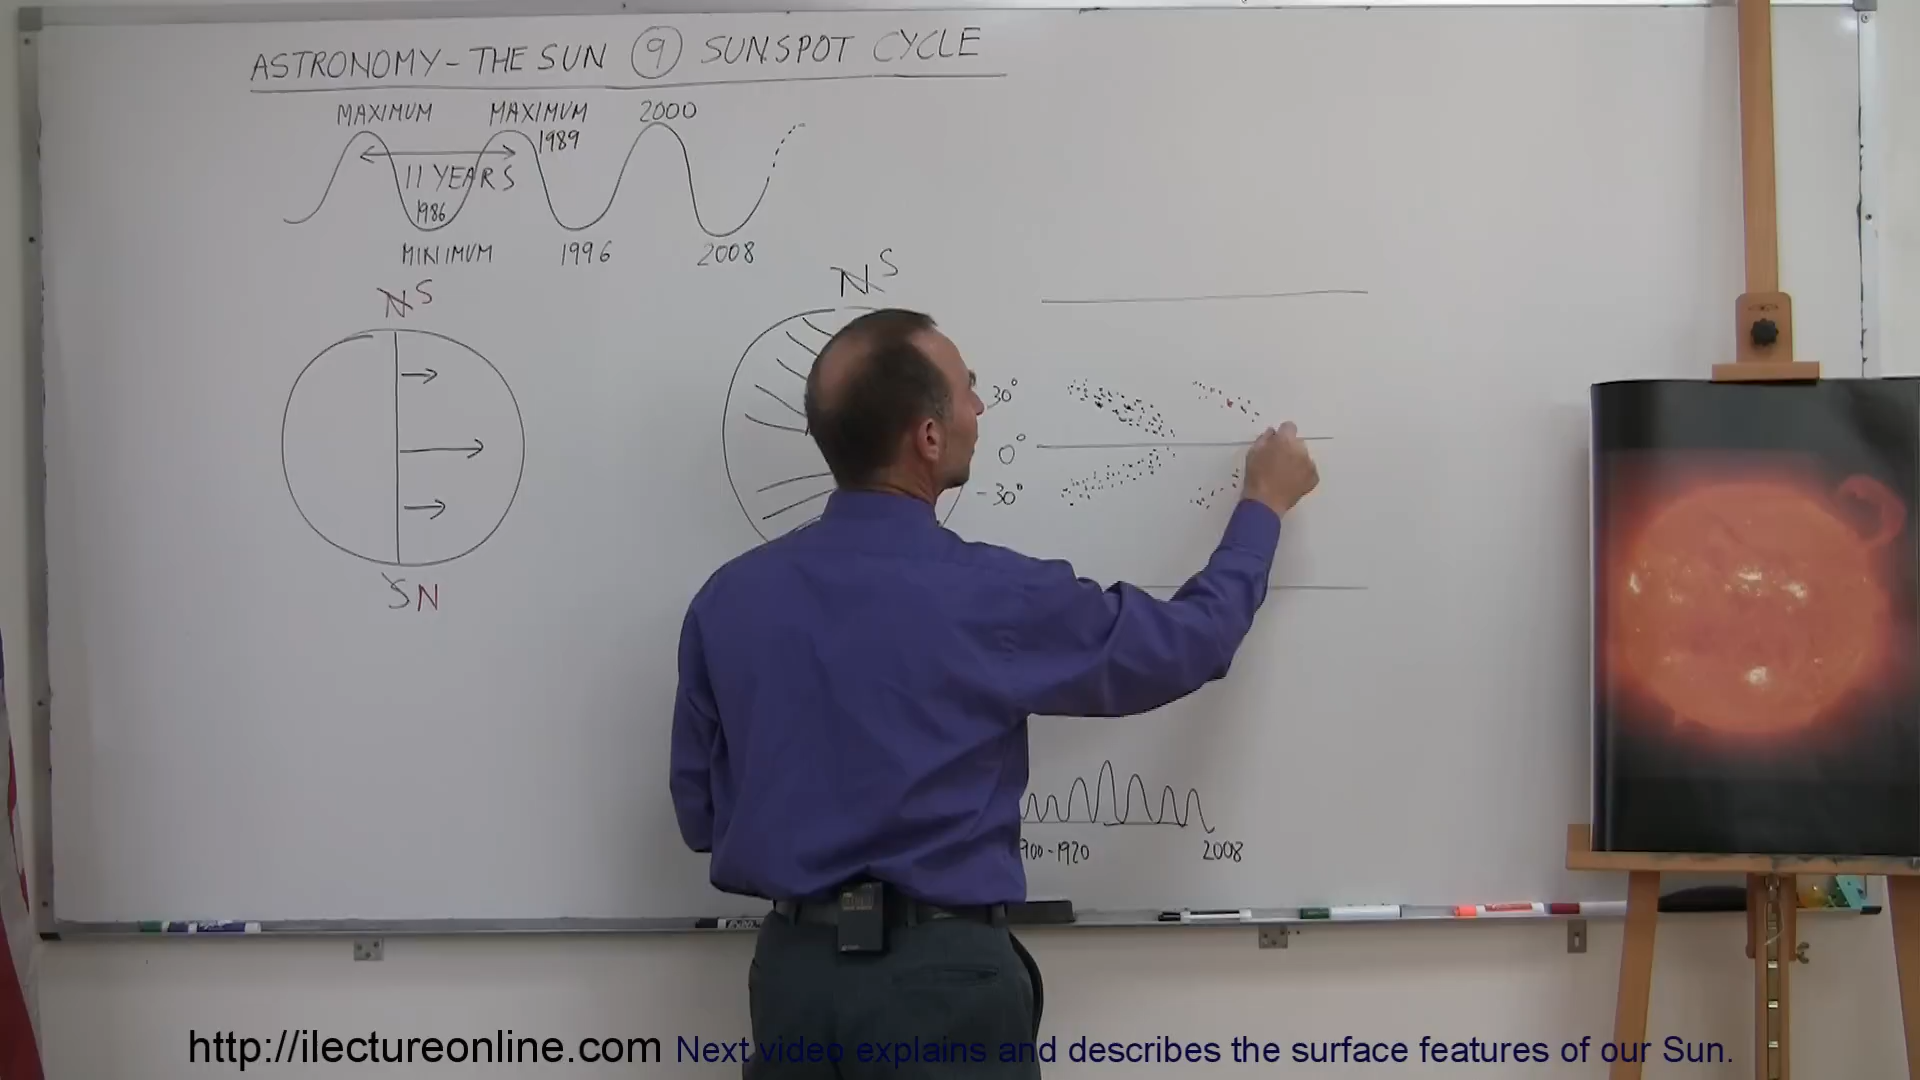 ASTRONOMY - THE SUN 9 SUNSPOT CYCLE
MAXIMUM MAXIMUM 2000
1989
11 YEARS
1986
MINIMUM 1996 2008
N S
N S
30°
0°
-30°
S N
900-1920 2008
http://ilectureonline.com Next video explains and describes the surface features of our Sun.